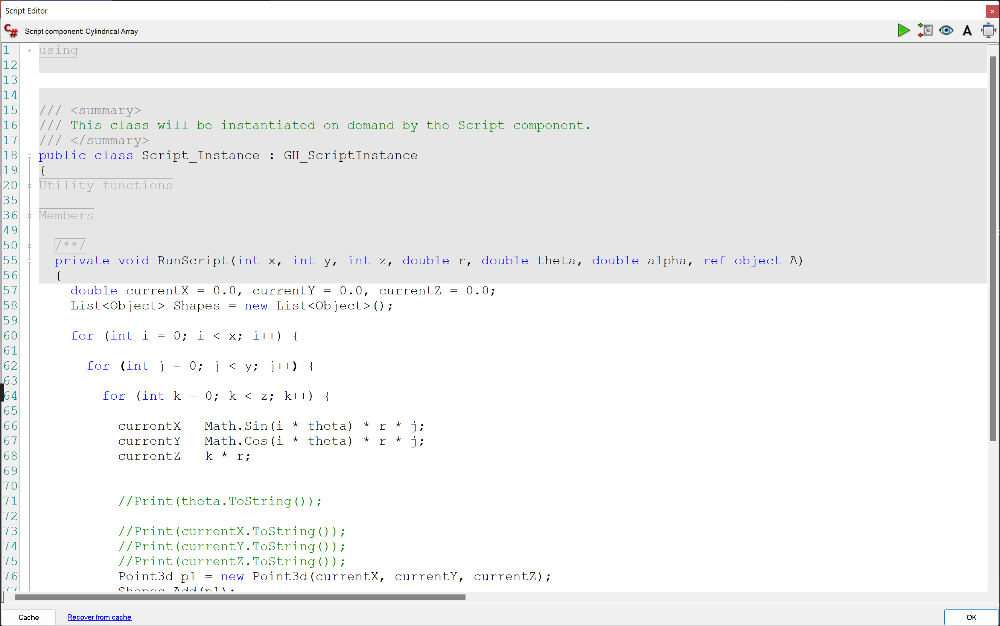 Script Editor
C# Script component: Cylindrical Array
A
1 using
12
13
14
15 /// <summary>
16 /// This class will be instantiated on demand by the Script component.
17 /// </summary>
18 public class Script_Instance : GH_ScriptInstance
19 {
20 Utility functions
35
36 Members
49
50 /**/
55 private void RunScript(int x, int y, int z, double r, double theta, double alpha, ref object A)
56 {
57 double currentX = 0.0, currentY = 0.0, currentZ = 0.0;
58 List<Object> Shapes = new List<Object>();
59
60 for (int i = 0; i < x; i++) {
61
62 for (int j = 0; j < y; j++) {
63
64 for (int k = 0; k < z; k++) {
65
66 currentX = Math.Sin(i * theta) * r * j;
67 currentY = Math.Cos(i * theta) * r * j;
68 currentZ = k * r;
69
70
71 //Print(theta.ToString());
72
73 //Print(currentX.ToString());
74 //Print(currentY.ToString());
75 //Print(currentZ.ToString());
76 Point3d p1 = new Point3d(currentX, currentY, currentZ);
77 Shapes.Add(p1);
Cache Recover from cache OK